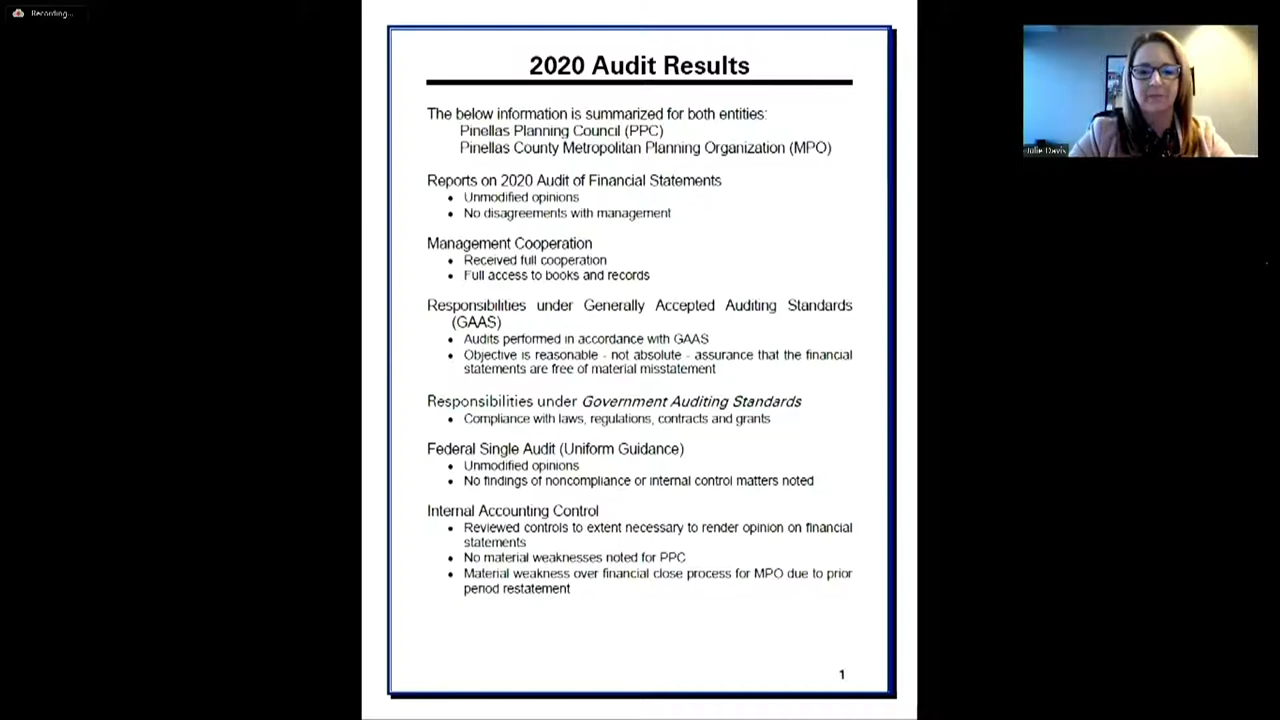 Recording...
2020 Audit Results
The below information is summarized for both entities:
Pinellas Planning Council (PPC)
Pinellas County Metropolitan Planning Organization (MPO)
Reports on 2020 Audit of Financial Statements
• Unmodified opinions
• No disagreements with management
Management Cooperation
• Received full cooperation
• Full access to books and records
Responsibilities under Generally Accepted Auditing Standards
(GAAS)
• Audits performed in accordance with GAAS
• Objective is reasonable - not absolute - assurance that the financial
statements are free of material misstatement
Responsibilities under Government Auditing Standards
• Compliance with laws, regulations, contracts and grants
Federal Single Audit (Uniform Guidance)
• Unmodified opinions
• No findings of noncompliance or internal control matters noted
Internal Accounting Control
• Reviewed controls to extent necessary to render opinion on financial
statements
• No material weaknesses noted for PPC
• Material weakness over financial close process for MPO due to prior
period restatement
1
Julie Davis